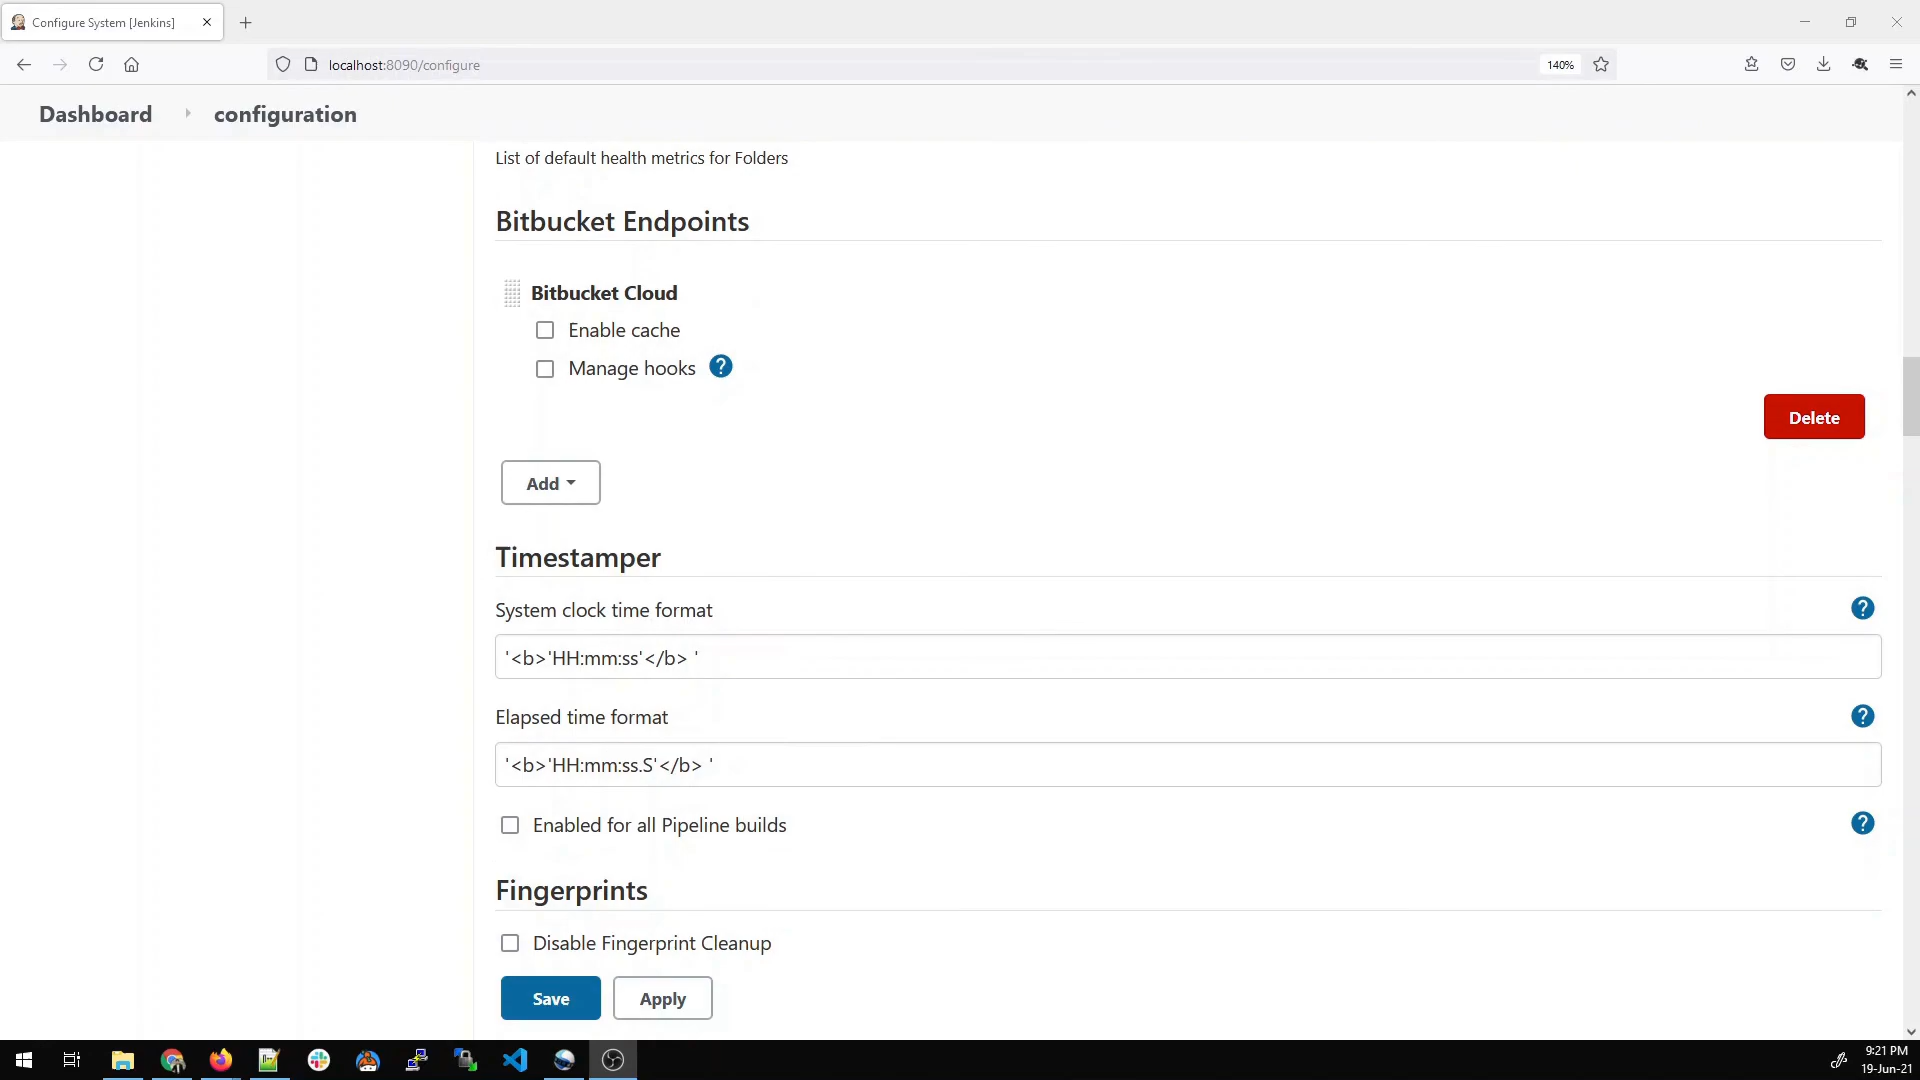 Configure System [Jenkins]
localhost:8090/configure
140%
Dashboard
configuration
List of default health metrics for Folders
Bitbucket Endpoints
Bitbucket Cloud
Enable cache
Manage hooks ?
Delete
Add
Timestamper
System clock time format ?
'<b>'HH:mm:ss'</b> '
Elapsed time format ?
'<b>'HH:mm:ss.S'</b> '
Enabled for all Pipeline builds ?
Fingerprints
Disable Fingerprint Cleanup
Save Apply
9:21 PM
19-Jun-21